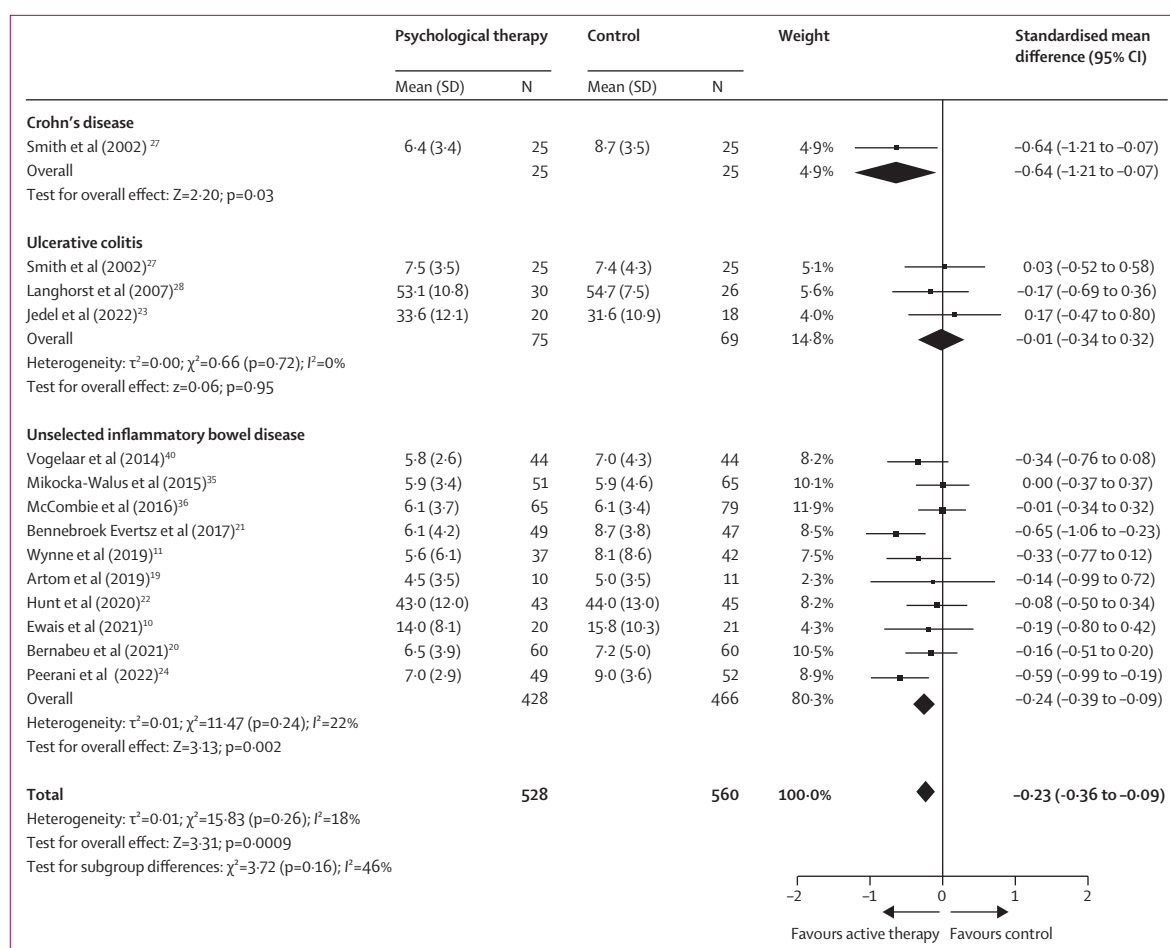 Psychological therapy Control Weight Standardised mean
difference (95% CI)
Mean (SD) N Mean (SD) N
Crohn's disease
Smith et al (2002) ²⁷ 6·4 (3·4) 25 8·7 (3·5) 25 4·9% –0·64 (–1·21 to –0·07)
Overall 25 25 4·9% –0·64 (–1·21 to –0·07)
Test for overall effect: Z=2·20; p=0·03
Ulcerative colitis
Smith et al (2002)²⁷ 7·5 (3·5) 25 7·4 (4·3) 25 5·1% 0·03 (–0·52 to 0·58)
Langhorst et al (2007)²⁸ 53·1 (10·8) 30 54·7 (7·5) 26 5·6% –0·17 (–0·69 to 0·36)
Jedel et al (2022)²³ 33·6 (12·1) 20 31·6 (10·9) 18 4·0% 0·17 (–0·47 to 0·80)
Overall 75 69 14·8% –0·01 (–0·34 to 0·32)
Heterogeneity: τ²=0·00; χ²=0·66 (p=0·72); I²=0%
Test for overall effect: z=0·06; p=0·95
Unselected inflammatory bowel disease
Vogelaar et al (2014)⁴⁰ 5·8 (2·6) 44 7·0 (4·3) 44 8·2% –0·34 (–0·76 to 0·08)
Mikocka-Walus et al (2015)³⁵ 5·9 (3·4) 51 5·9 (4·6) 65 10·1% 0·00 (–0·37 to 0·37)
McCombie et al (2016)³⁶ 6·1 (3·7) 65 6·1 (3·4) 79 11·9% –0·01 (–0·34 to 0·32)
Bennebroek Evertsz et al (2017)²¹ 6·1 (4·2) 49 8·7 (3·8) 47 8·5% –0·65 (–1·06 to –0·23)
Wynne et al (2019)¹¹ 5·6 (6·1) 37 8·1 (8·6) 42 7·5% –0·33 (–0·77 to 0·12)
Artom et al (2019)¹⁹ 4·5 (3·5) 10 5·0 (3·5) 11 2·3% –0·14 (–0·99 to 0·72)
Hunt et al (2020)²² 43·0 (12·0) 43 44·0 (13·0) 45 8·2% –0·08 (–0·50 to 0·34)
Ewais et al (2021)¹⁰ 14·0 (8·1) 20 15·8 (10·3) 21 4·3% –0·19 (–0·80 to 0·42)
Bernabeu et al (2021)²⁰ 6·5 (3·9) 60 7·2 (5·0) 60 10·5% –0·16 (–0·51 to 0·20)
Peerani et al (2022)²⁴ 7·0 (2·9) 49 9·0 (3·6) 52 8·9% –0·59 (–0·99 to –0·19)
Overall 428 466 80·3% –0·24 (–0·39 to –0·09)
Heterogeneity: τ²=0·01; χ²=11·47 (p=0·24); I²=22%
Test for overall effect: Z=3·13; p=0·002
Total 528 560 100·0% –0·23 (–0·36 to –0·09)
Heterogeneity: τ²=0·01; χ²=15·83 (p=0·26); I²=18%
Test for overall effect: Z=3·31; p=0·0009
Test for subgroup differences: χ²=3·72 (p=0·16); I²=46%
–2 –1 0 1 2
Favours active therapy Favours control